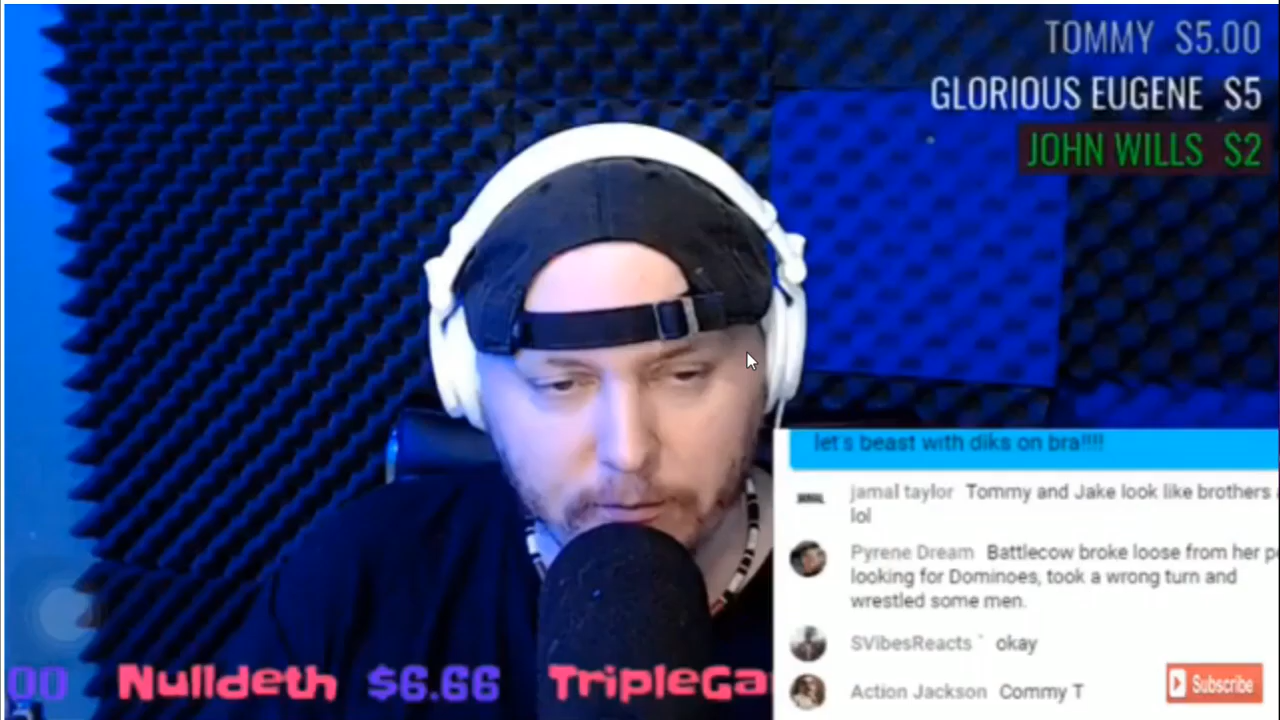 TOMMY $5.00
GLORIOUS EUGENE $5
JOHN WILLS $2
let's beast with diks on bra!!!!
jamal taylor Tommy and Jake look like brothers
lol
Pyrene Dream Battlecow broke loose from her
looking for Dominoes, took a wrong turn and
wrestled some men.
SVibesReacts ` okay
Action Jackson Commy T
Subscribe
00 Nulldeth $6.66 TripleGa